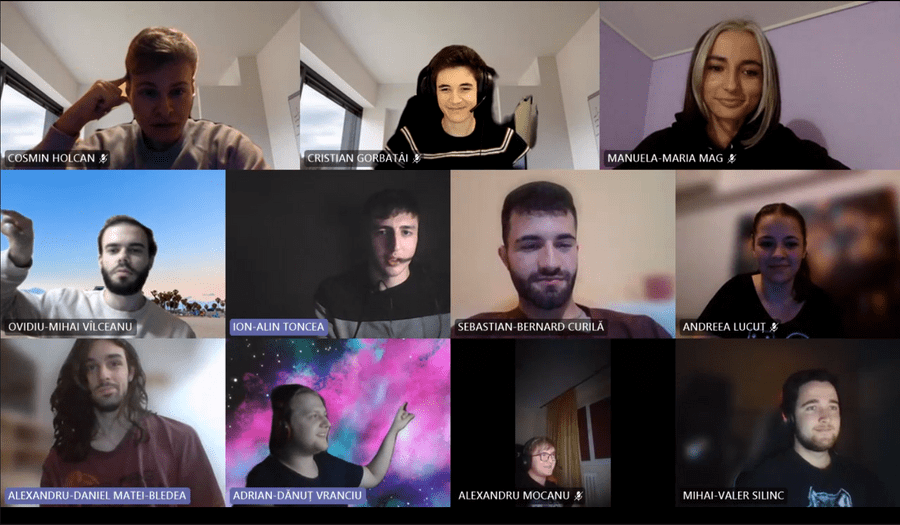 COSMIN HOLCAN
CRISTIAN GORBATĂI
MANUELA-MARIA MAG
OVIDIU-MIHAI VÎLCEANU
ION-ALIN TONCEA
SEBASTIAN-BERNARD CURILĂ
ANDREEA LUCUȚ
ALEXANDRU-DANIEL MATEI-BLEDEA
ADRIAN-DĂNUȚ VRANCIU
ALEXANDRU MOCANU
MIHAI-VALER SILINC